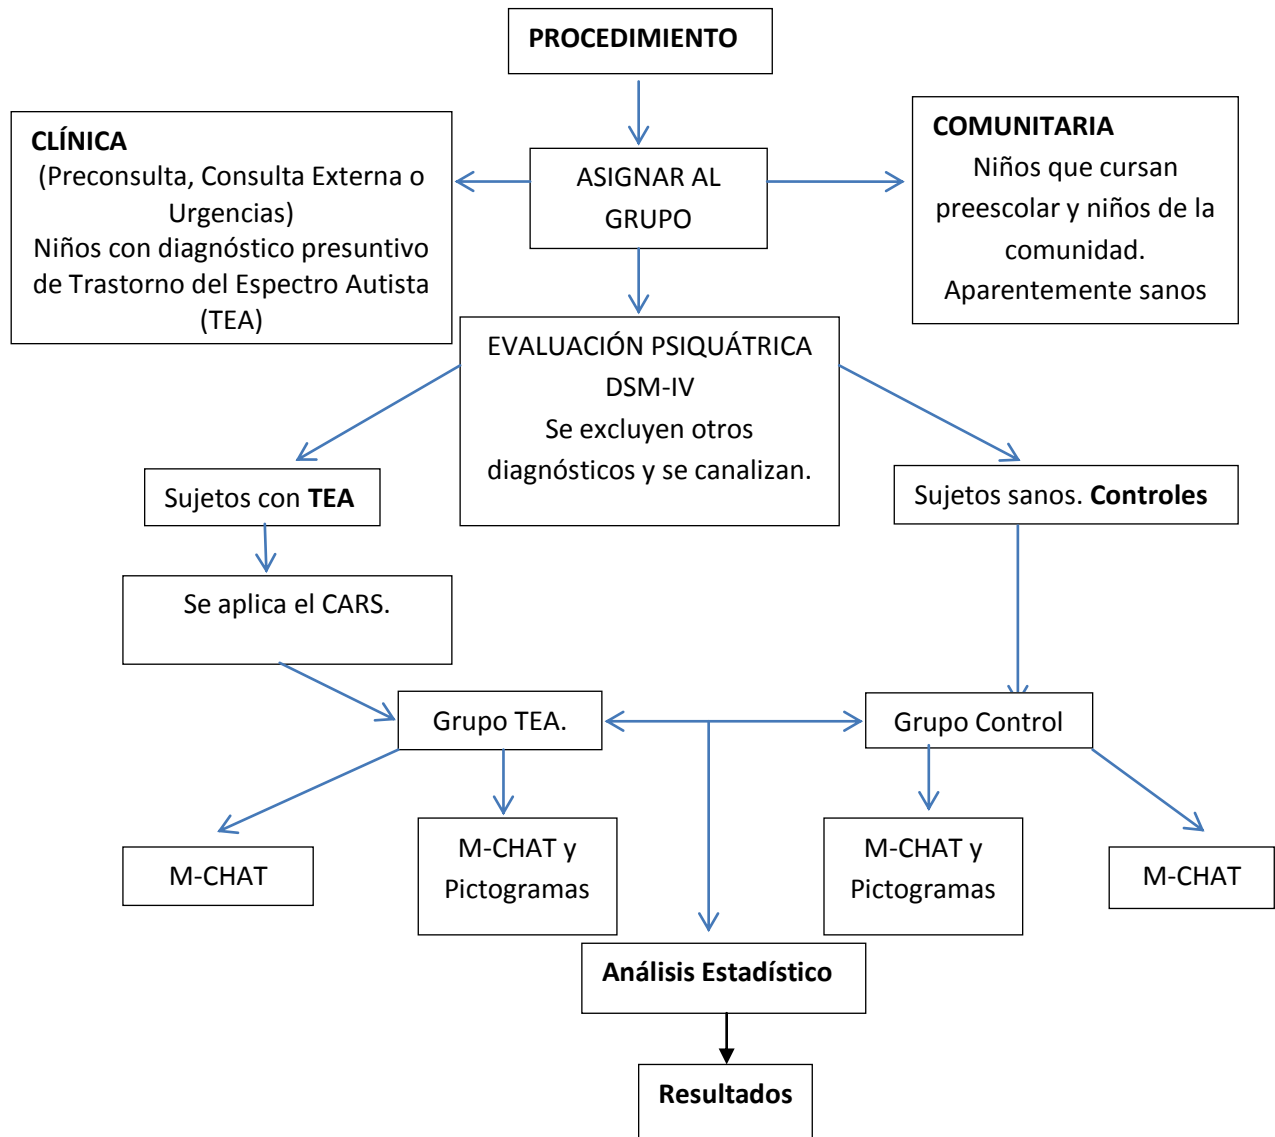 PROCEDIMIENTO
CLÍNICA
(Preconsulta, Consulta Externa o
Urgencias)
Niños con diagnóstico presuntivo
de Trastorno del Espectro Autista
(TEA)
ASIGNAR AL
GRUPO
COMUNITARIA
Niños que cursan
preescolar y niños de la
comunidad.
Aparentemente sanos
EVALUACIÓN PSIQUÁTRICA
DSM-IV
Se excluyen otros
diagnósticos y se canalizan.
Sujetos con TEA
Sujetos sanos. Controles
Se aplica el CARS.
Grupo TEA.
Grupo Control
M-CHAT
M-CHAT y
Pictogramas
M-CHAT y
Pictogramas
M-CHAT
Análisis Estadístico
Resultados